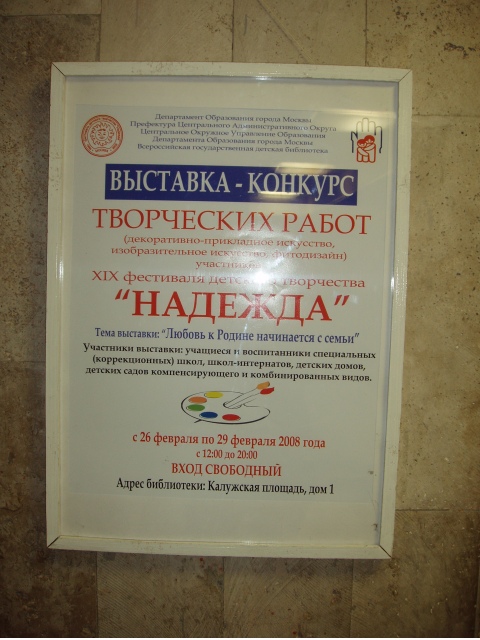 Департамент Образования города Москвы
Префектура Центрального Административного Округа
Центральное Окружное Управление Образования
Департамента Образования города Москвы
Всероссийская государственная детская библиотека
ВЫСТАВКА - КОНКУРС
ТВОРЧЕСКИХ РАБОТ
(декоративно-прикладное искусство,
изобразительное искусство, фитодизайн)
XIX фестиваля творчества
"НАДЕЖДА"
Тема выставки: "Любовь к Родине начинается с семьи"
Участники выставки: учащиеся и воспитанники специальных
(коррекционных) школ, школ-интернатов, детских домов,
детских садов компенсирующего и комбинированных видов.
с 26 февраля по 29 февраля 2008 года
с 12:00 до 20:00
ВХОД СВОБОДНЫЙ
Адрес библиотеки: Калужская площадь, дом 1